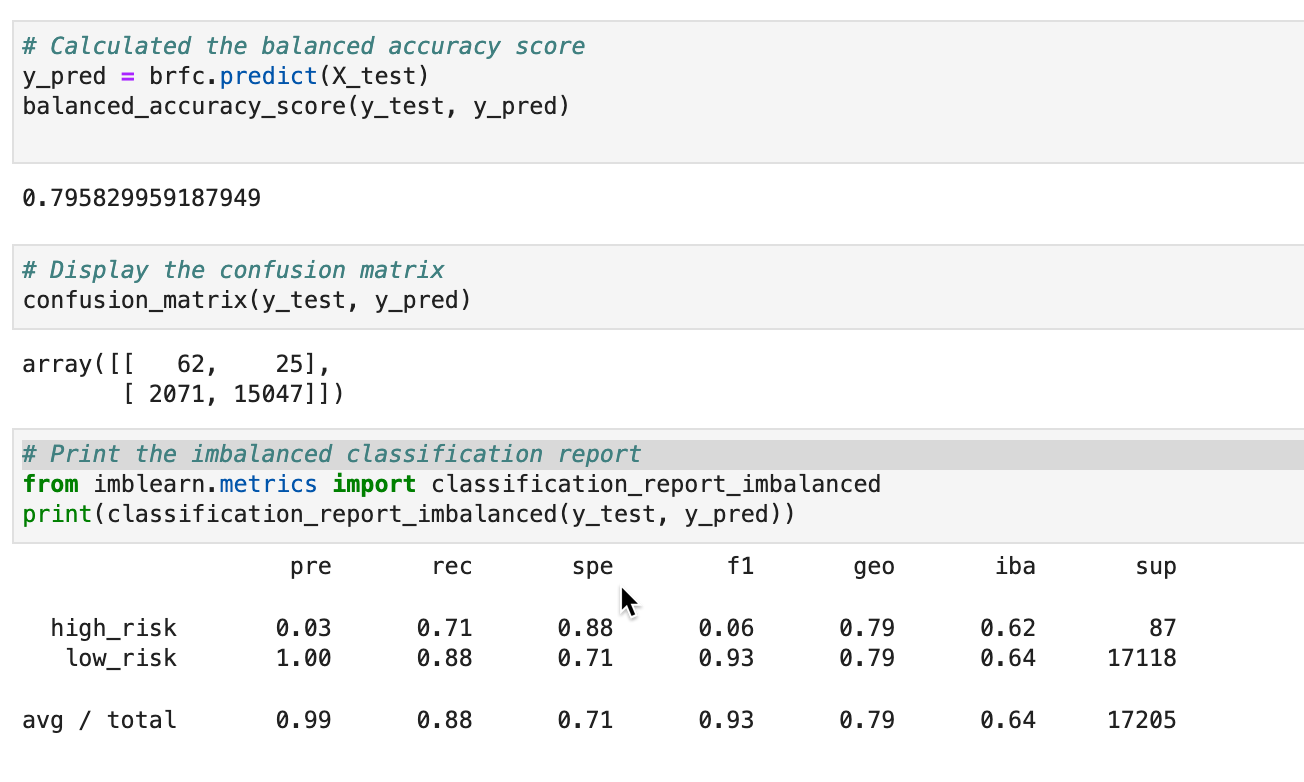 # Calculated the balanced accuracy score
y_pred = brfc.predict(X_test)
balanced_accuracy_score(y_test, y_pred)
0.795829959187949
# Display the confusion matrix
confusion_matrix(y_test, y_pred)
array([[   62,    25],
       [ 2071, 15047]])
# Print the imbalanced classification report
from imblearn.metrics import classification_report_imbalanced
print(classification_report_imbalanced(y_test, y_pred))
                   pre       rec       spe        f1       geo       iba       sup
  high_risk       0.03      0.71      0.88      0.06      0.79      0.62        87
   low_risk       1.00      0.88      0.71      0.93      0.79      0.64     17118
avg / total       0.99      0.88      0.71      0.93      0.79      0.64     17205